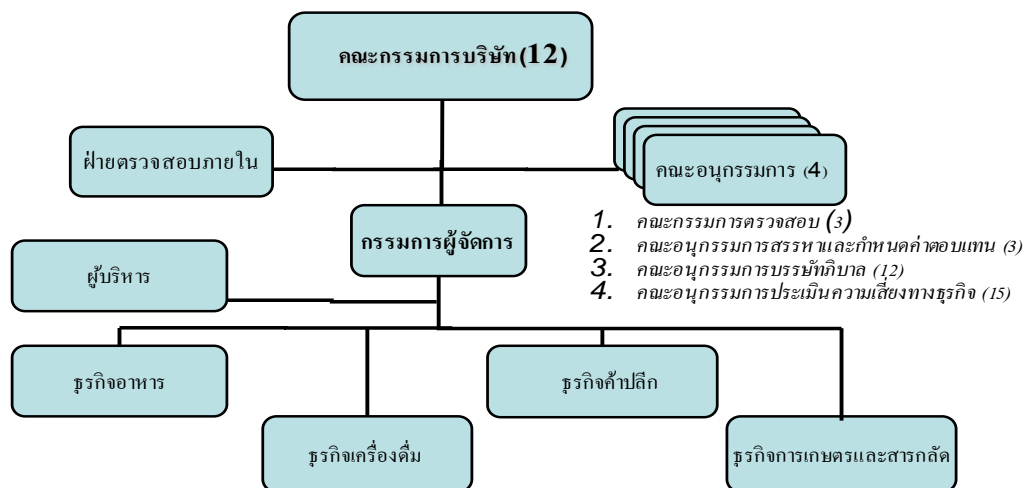 คณะกรรมการบริษัท (12)
ฝ่ายตรวจสอบภายใน
คณะอนุกรรมการ (4)
กรรมการผู้จัดการ
1. คณะกรรมการตรวจสอบ (3)
2. คณะอนุกรรมการสรรหาและกำหนดค่าตอบแทน (3)
3. คณะอนุกรรมการบรรษัทภิบาล (12)
4. คณะอนุกรรมการประเมินความเสี่ยงทางธุรกิจ (15)
ผู้บริหาร
ธุรกิจอาหาร
ธุรกิจค้าปลีก
ธุรกิจเครื่องดื่ม
ธุรกิจการเกษตรและสารกลัด